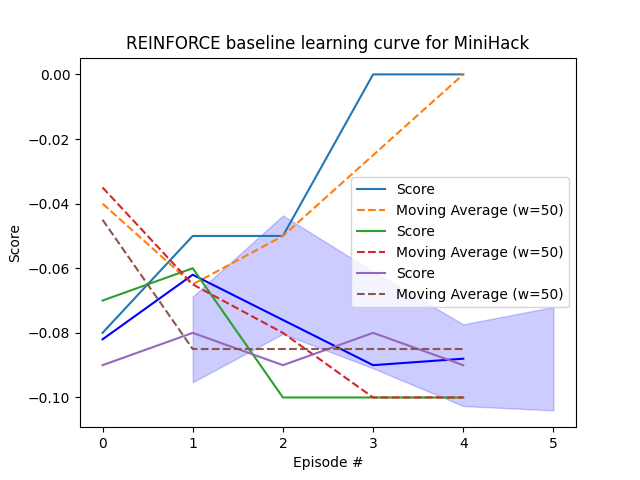 REINFORCE baseline learning curve for MiniHack
0.00
−0.02
−0.04
−0.06
−0.08
−0.10
Score
Score
Moving Average (w=50)
Score
Moving Average (w=50)
Score
Moving Average (w=50)
0 1 2 3 4 5
Episode #